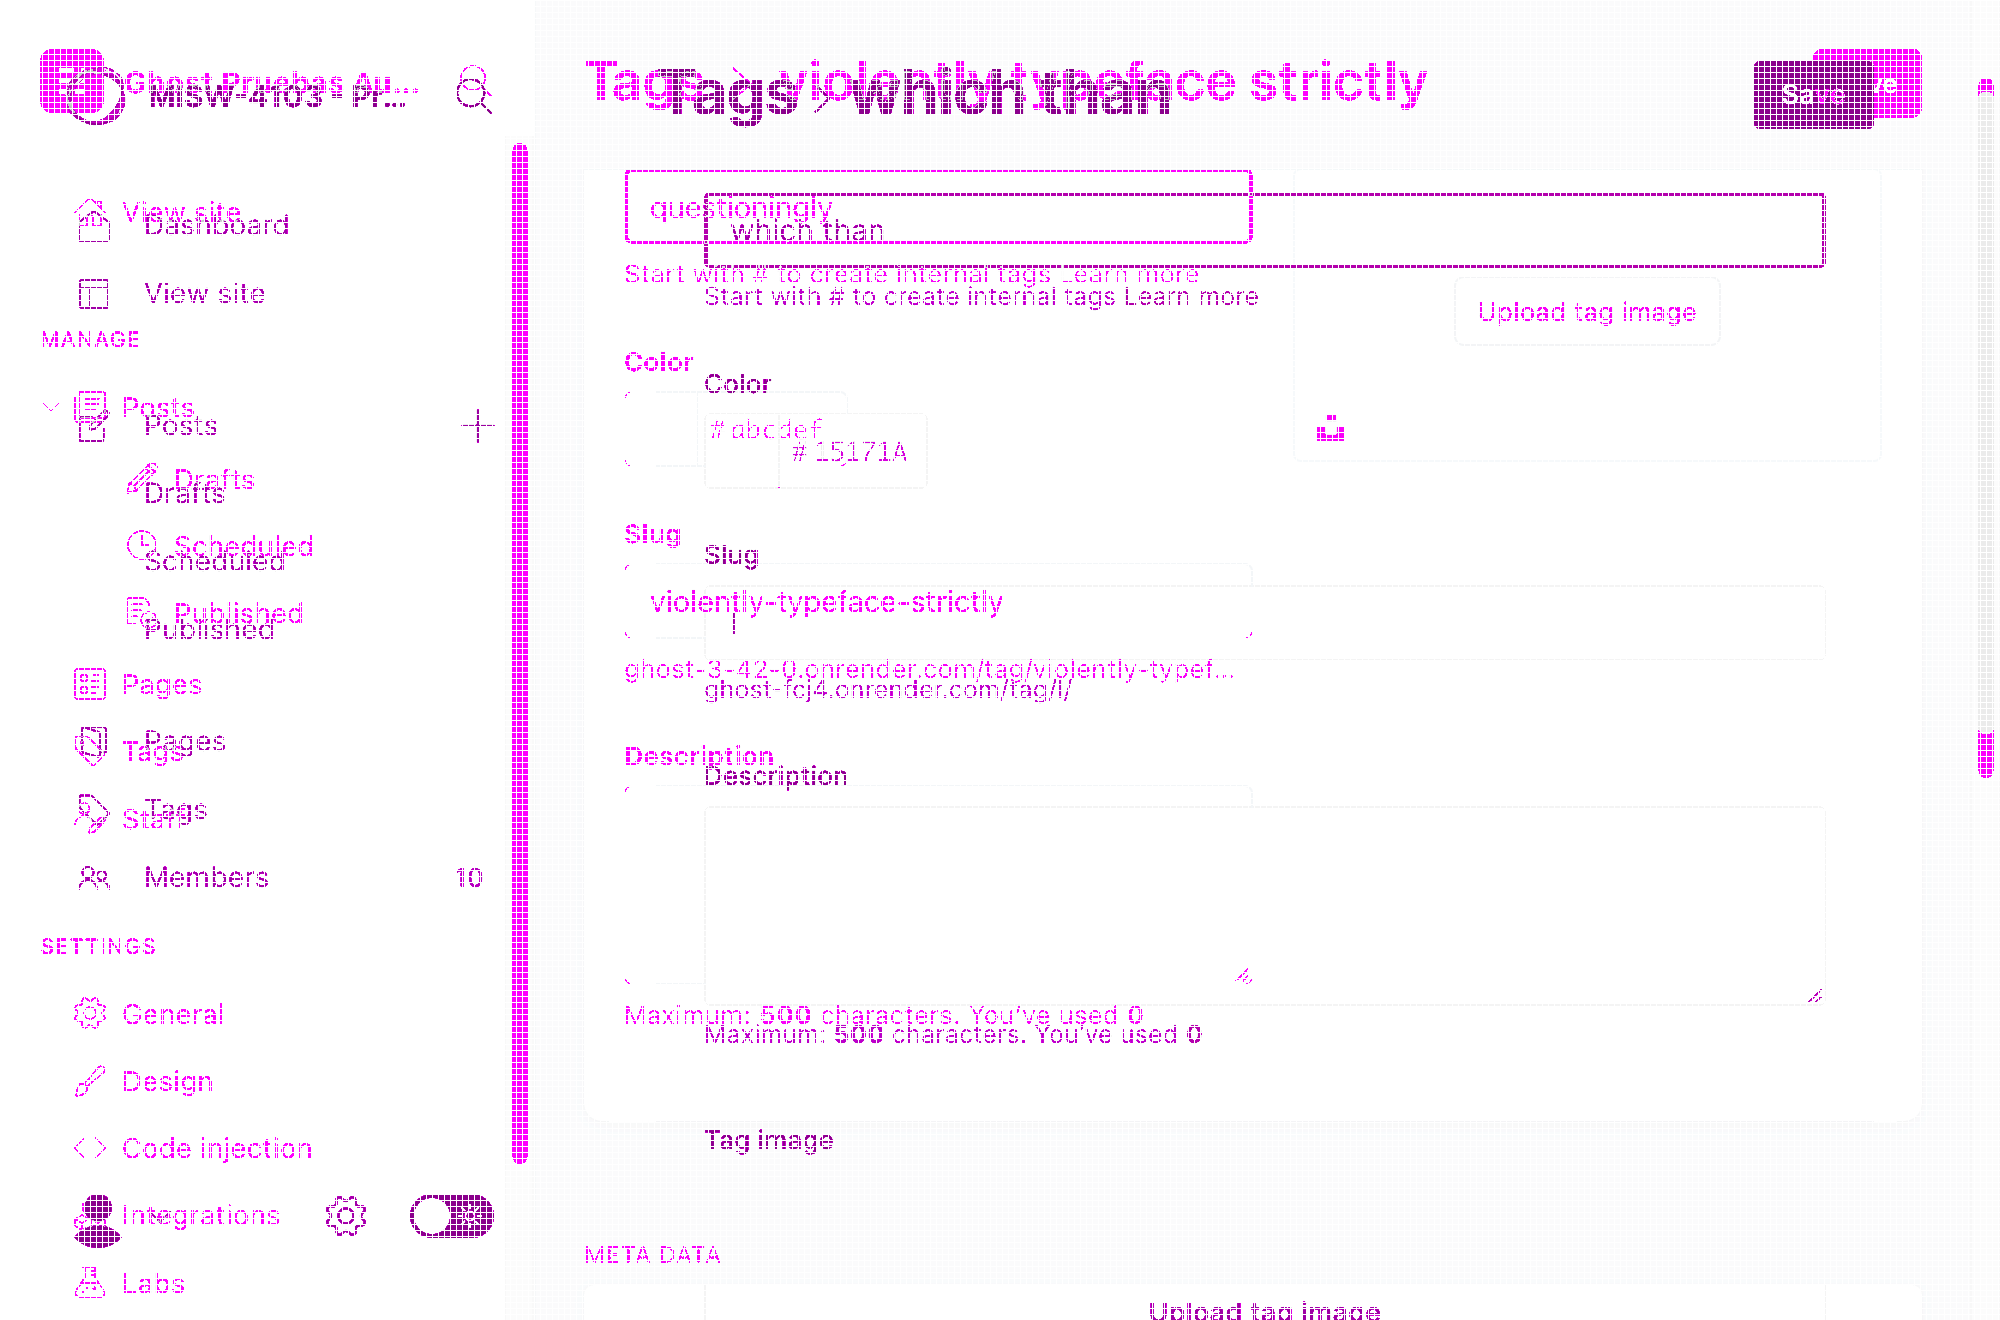 Ghost Pruebas Au...
MSW-4103 - Pr...
Tags > violently typeface strictly
Tags > which than
Save
View site
Dashboard
questioningly
which than
Start with # to create internal tags Learn more
Start with # to create internal tags Learn more
View site
Upload tag image
MANAGE
Color
Color
Posts
Posts
# abcdef
# 15171A
Drafts
Drafts
Slug
Slug
Scheduled
Scheduled
violently-typeface-strictly
Published
Published
ghost-3-42-0.onrender.com/tag/violently-typef...
ghost-fcj4.onrender.com/tag/l/
Pages
Pages
Tags
Description
Description
Tags
Staff
Members 10
SETTINGS
General
Maximum: 500 characters. You've used 0
Maximum: 500 characters. You've used 0
Design
Code injection
Tag image
Integrations
META DATA
Labs
Upload tag image